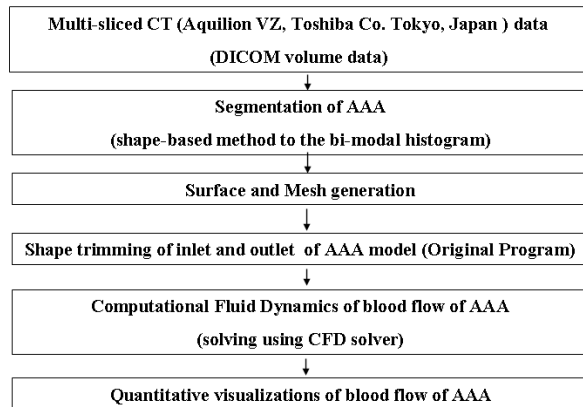 Multi-sliced CT (Aquilion VZ, Toshiba Co. Tokyo, Japan ) data
(DICOM volume data)
Segmentation of AAA
(shape-based method to the bi-modal histogram)
Surface and Mesh generation
Shape trimming of inlet and outlet of AAA model (Original Program)
Computational Fluid Dynamics of blood flow of AAA
(solving using CFD solver)
Quantitative visualizations of blood flow of AAA